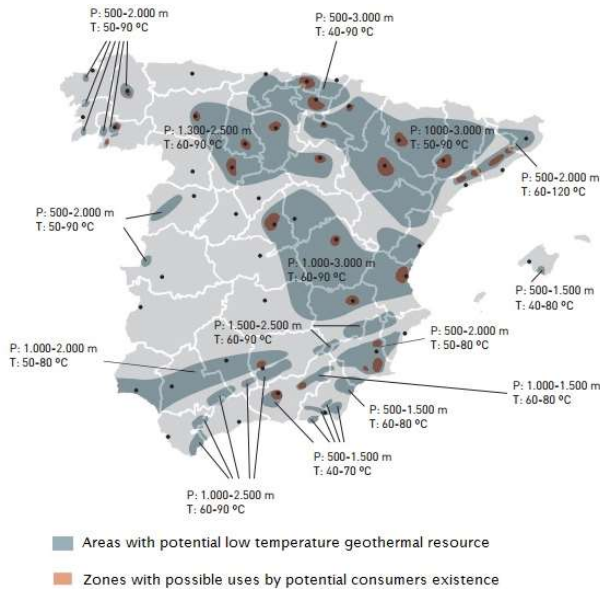 P: 500-2.000 m
T: 50-90 ºC
P: 500-3.000 m
T: 40-90 ºC
P: 1.300-2.500 m
T: 60-90 ºC
P: 1000-3.000 m
T: 50-90 ºC
P: 500-2.000 m
T: 60-120 ºC
P: 500-2.000 m
T: 50-90 ºC
P: 1.000-3.000 m
T: 60-90 ºC
P: 500-1.500 m
T: 40-80 ºC
P: 1.500-2.500 m
T: 60-90 ºC
P: 500-2.000 m
T: 50-80 ºC
P: 1.000-2.000 m
T: 50-80 ºC
P: 1.000-1.500 m
T: 60-80 ºC
P: 500-1.500 m
T: 60-80 ºC
P: 500-1.500 m
T: 40-70 ºC
P: 1.000-2.500 m
T: 60-90 ºC
Areas with potential low temperature geothermal resource
Zones with possible uses by potential consumers existence